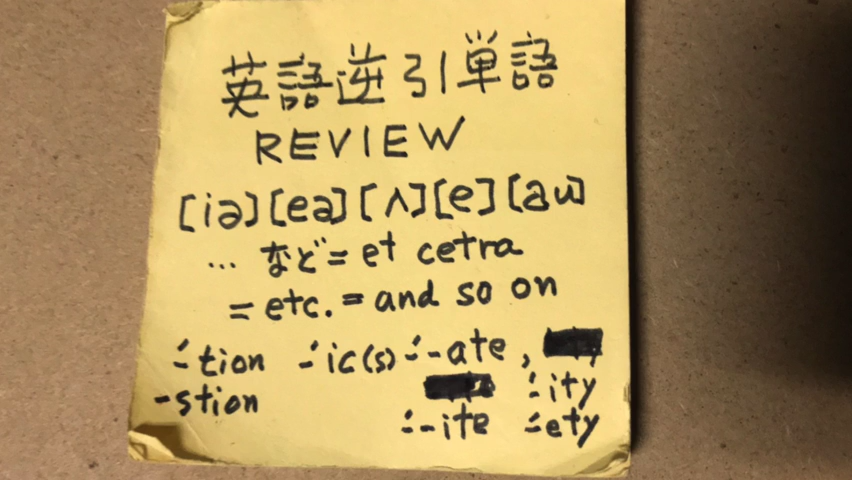 英語逆引単語
REVIEW
[iə][eə][ʌ][e][au]
… など= et cetra
= etc. = and so on
-́tion -́ic(s) -́-ate,
-stion -́ity
-́-ite -́ety